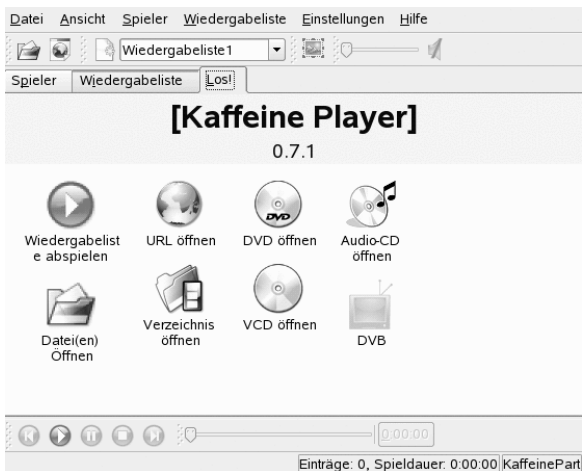 Datei Ansicht Spieler Wiedergabeliste Einstellungen Hilfe
Wiedergabeliste1
Spieler Wiedergabeliste Los!
[Kaffeine Player]
0.7.1
Wiedergabelist
e abspielen
URL öffnen
DVD öffnen
DVD
Audio-CD
öffnen
Datei(en)
Öffnen
Verzeichnis
öffnen
VCD öffnen
DVB
0:00:00
Einträge: 0, Spieldauer: 0:00:00 KaffeinePart